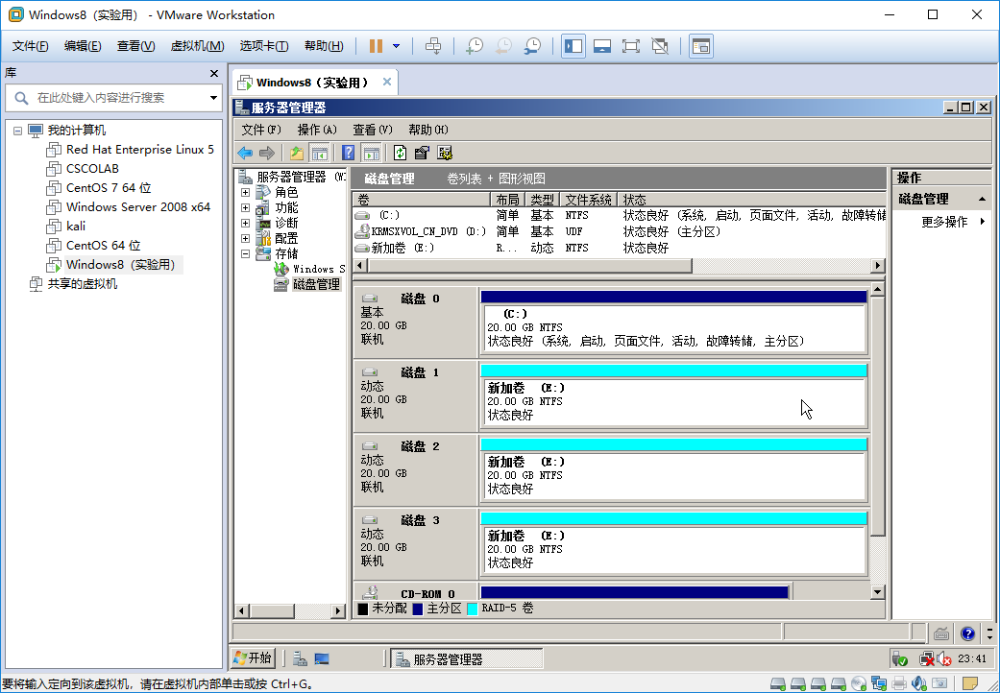 Windows8（实验用） - VMware Workstation
文件(F) 编辑(E) 查看(V) 虚拟机(M) 选项卡(T) 帮助(H)
库
在此处键入内容进行搜索
我的计算机
Red Hat Enterprise Linux 5
CSCOLAB
CentOS 7 64 位
Windows Server 2008 x64
kali
CentOS 64 位
Windows8（实验用）
共享的虚拟机
Windows8（实验用）
服务器管理器
文件(F) 操作(A) 查看(V) 帮助(H)
服务器管理器 (WI
角色
功能
诊断
配置
存储
Windows S
磁盘管理
磁盘管理 卷列表 + 图形视图
卷 布局 类型 文件系统 状态
(C:) 简单 基本 NTFS 状态良好 (系统, 启动, 页面文件, 活动, 故障转储
KRMSXVOL_CN_DVD (D:) 简单 基本 UDF 状态良好 (主分区)
新加卷 (E:) R... 动态 NTFS 状态良好
磁盘 0
基本
20.00 GB
联机
(C:)
20.00 GB NTFS
状态良好 (系统, 启动, 页面文件, 活动, 故障转储, 主分区)
磁盘 1
动态
20.00 GB
联机
新加卷 (E:)
20.00 GB NTFS
状态良好
磁盘 2
动态
20.00 GB
联机
新加卷 (E:)
20.00 GB NTFS
状态良好
磁盘 3
动态
20.00 GB
联机
新加卷 (E:)
20.00 GB NTFS
状态良好
CD-ROM 0
未分配 主分区 RAID-5 卷
操作
磁盘管理
更多操作
开始 服务器管理器 23:41
要将输入定向到该虚拟机，请在虚拟机内部单击或按 Ctrl+G。